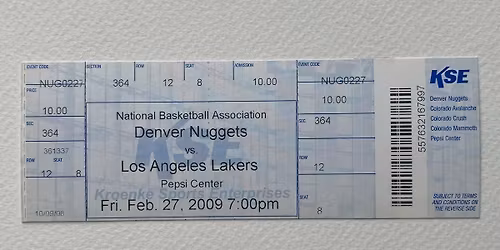 EVENT CODE SECTION ROW SEAT ADMISSION EVENT CODE
NUG0227 364 12 8 10.00 NUG0227
PRICE
10.00
SEC
364
361337
ROW SEAT
12 8
10/09/08
National Basketball Association
Denver Nuggets
vs.
Los Angeles Lakers
Pepsi Center
Kroenke Sports Enterprises
Fri. Feb. 27, 2009 7:00pm
10.00
SEC
364
ROW
12
SEAT
8
557632167997
KSE
Denver Nuggets
Colorado Avalanche
Colorado Crush
Colorado Mammoth
Pepsi Center
SUBJECT TO TERMS
AND CONDITIONS ON
THE REVERSE SIDE.